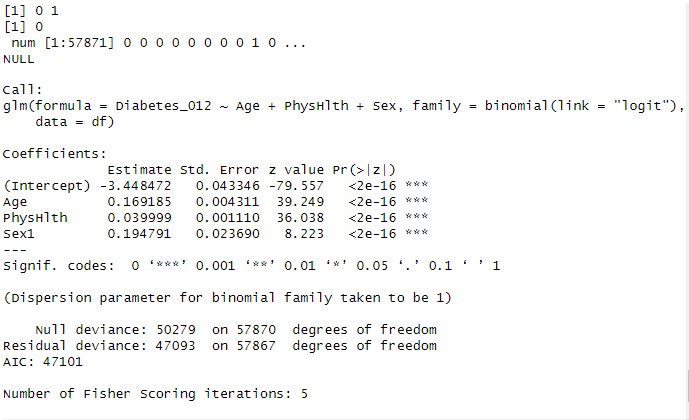 [1] 0 1
[1] 0
 num [1:57871] 0 0 0 0 0 0 0 0 1 0 ...
NULL

Call:
glm(formula = Diabetes_012 ~ Age + PhysHlth + Sex, family = binomial(link = "logit"),
    data = df)

Coefficients:
             Estimate Std. Error z value Pr(>|z|)
(Intercept) -3.448472   0.043346 -79.557   <2e-16 ***
Age          0.169185   0.004311  39.249   <2e-16 ***
PhysHlth     0.039999   0.001110  36.038   <2e-16 ***
Sex1         0.194791   0.023690   8.223   <2e-16 ***
---
Signif. codes:  0 ‘***’ 0.001 ‘**’ 0.01 ‘*’ 0.05 ‘.’ 0.1 ‘ ’ 1

(Dispersion parameter for binomial family taken to be 1)

    Null deviance: 50279  on 57870  degrees of freedom
Residual deviance: 47093  on 57867  degrees of freedom
AIC: 47101

Number of Fisher Scoring iterations: 5